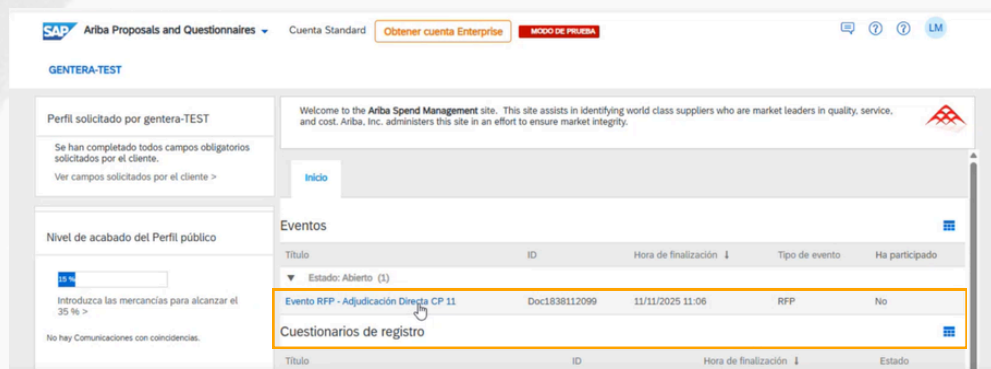 SAP Ariba Proposals and Questionnaires Cuenta Standard Obtener cuenta Enterprise MODO DE PRUEBA LM
GENTERA-TEST
Perfil solicitado por gentera-TEST
Se han completado todos campos obligatorios
solicitados por el cliente.
Ver campos solicitados por el cliente >
Nivel de acabado del Perfil público
35 %
Introduzca las mercancías para alcanzar el
35 % >
No hay Comunicaciones con coincidencias.
Welcome to the Ariba Spend Management site. This site assists in identifying world class suppliers who are market leaders in quality, service,
and cost. Ariba, Inc. administers this site in an effort to ensure market integrity.
Inicio
Eventos
Título ID Hora de finalización ↓ Tipo de evento Ha participado
▼ Estado: Abierto (1)
Evento RFP - Adjudicación Directa CP 11 Doc1838112099 11/11/2025 11:06 RFP No
Cuestionarios de registro
Título ID Hora de finalización ↓ Estado